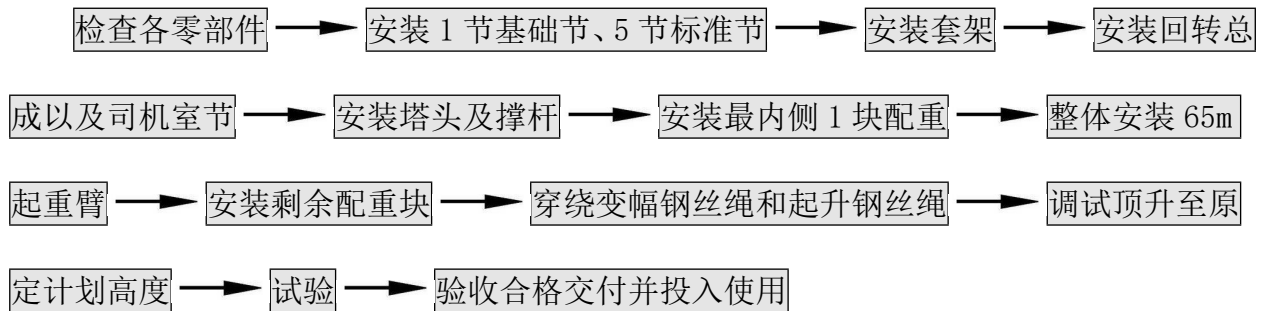 检查各零部件 → 安装 1 节基础节、5 节标准节 → 安装套架 → 安装回转总
成以及司机室节 → 安装塔头及撑杆 → 安装最内侧 1 块配重 → 整体安装 65m
起重臂 → 安装剩余配重块 → 穿绕变幅钢丝绳和起升钢丝绳 → 调试顶升至原
定计划高度 → 试验 → 验收合格交付并投入使用